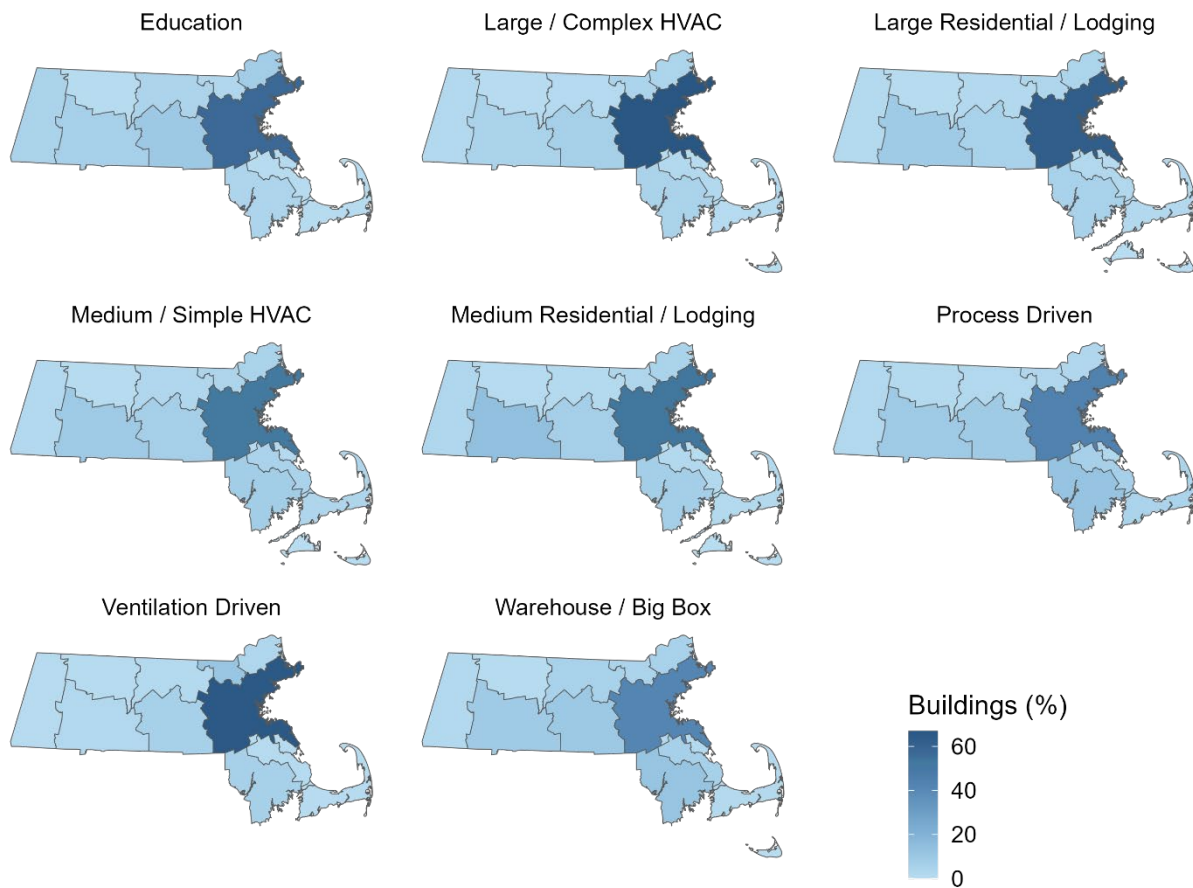 Education
Large / Complex HVAC
Large Residential / Lodging
Medium / Simple HVAC
Medium Residential / Lodging
Process Driven
Ventilation Driven
Warehouse / Big Box
Buildings (%)
60
40
20
0